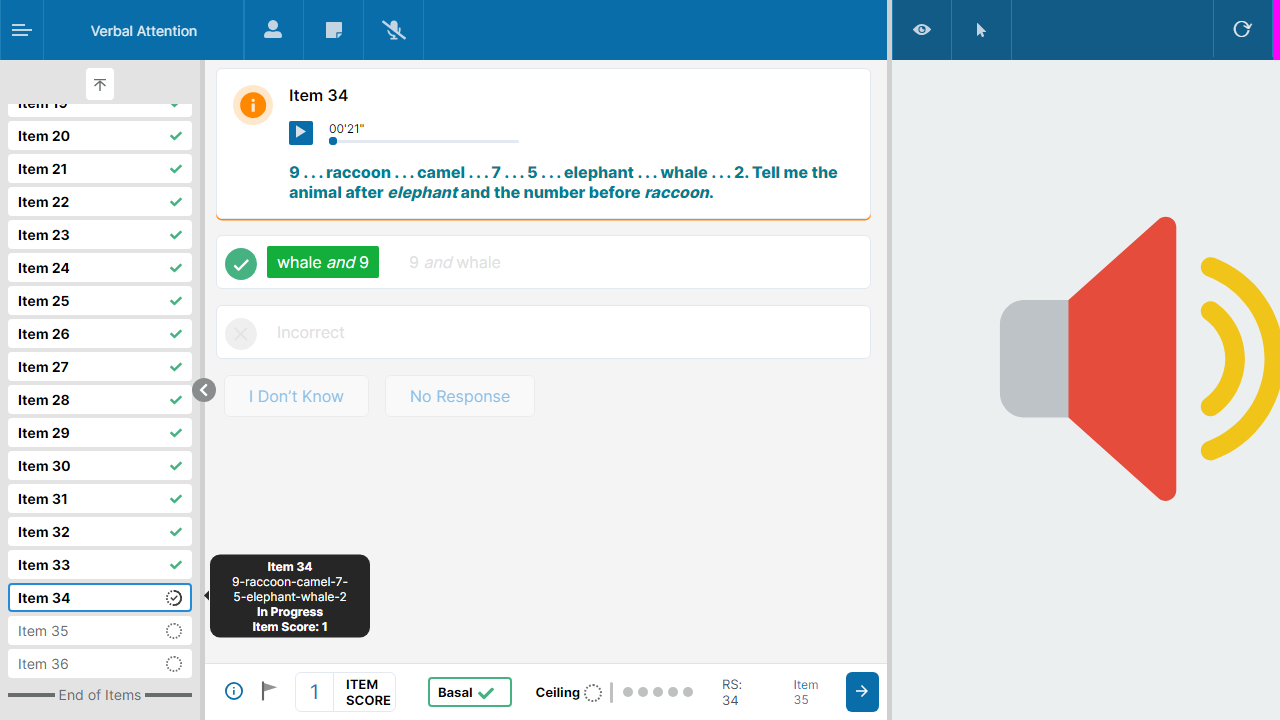 Verbal Attention
Item 19
Item 20
Item 21
Item 22
Item 23
Item 24
Item 25
Item 26
Item 27
Item 28
Item 29
Item 30
Item 31
Item 32
Item 33
Item 34
Item 35
Item 36
End of Items
Item 34
00'21"
9 . . . raccoon . . . camel . . . 7 . . . 5 . . . elephant . . . whale . . . 2. Tell me the
animal after elephant and the number before raccoon.
whale and 9
9 and whale
Incorrect
I Don't Know
No Response
Item 34
9-raccoon-camel-7-
5-elephant-whale-2
In Progress
Item Score: 1
1
ITEM
SCORE
Basal
Ceiling
RS:
34
Item
35